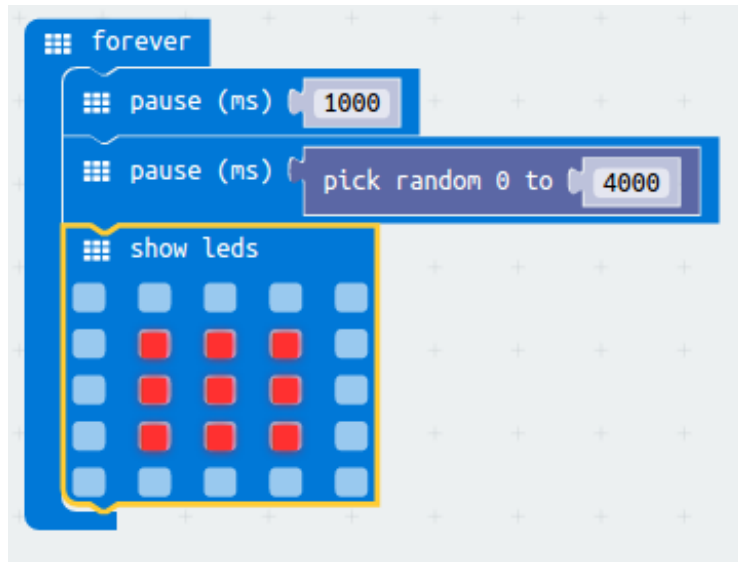 forever
pause (ms) 1000
pause (ms) pick random 0 to 4000
show leds